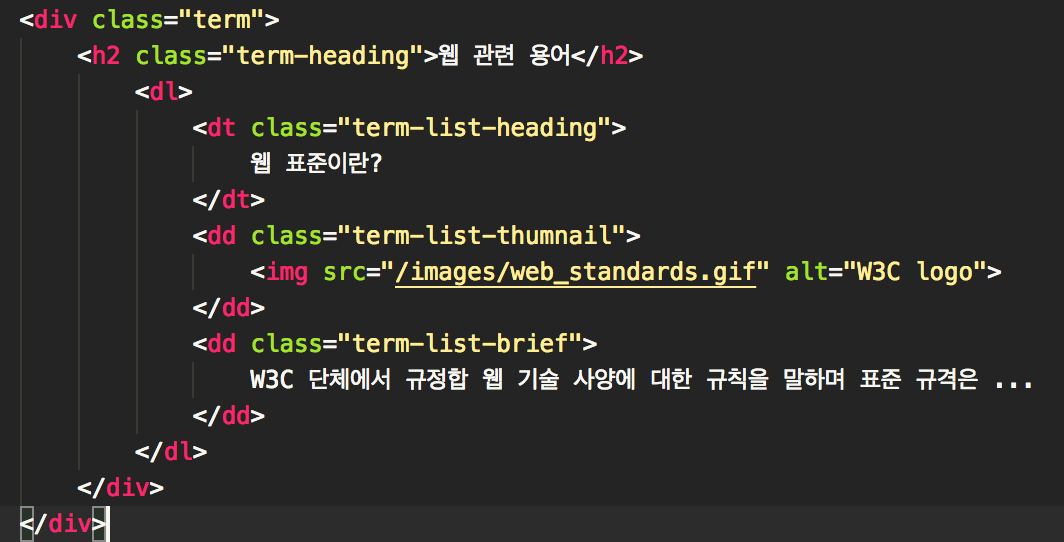 <div class="term">
<h2 class="term-heading">웹 관련 용어</h2>
<dl>
<dt class="term-list-heading">
웹 표준이란?
</dt>
<dd class="term-list-thumnail">
<img src="/images/web_standards.gif" alt="W3C logo">
</dd>
<dd class="term-list-brief">
W3C 단체에서 규정합 웹 기술 사양에 대한 규칙을 말하며 표준 규격은 ...
</dd>
</dl>
</div>
</div>